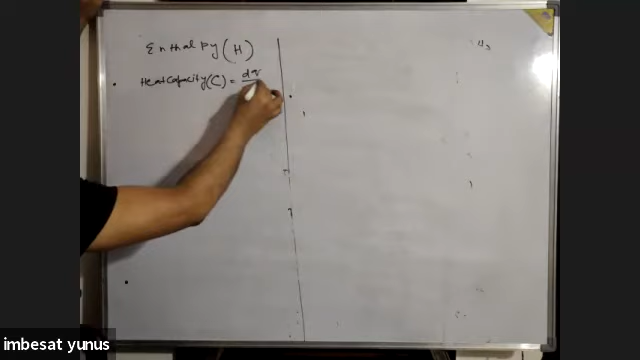 Enthalpy (H)
Heat Capacity (C) = dq
imbesat yunus